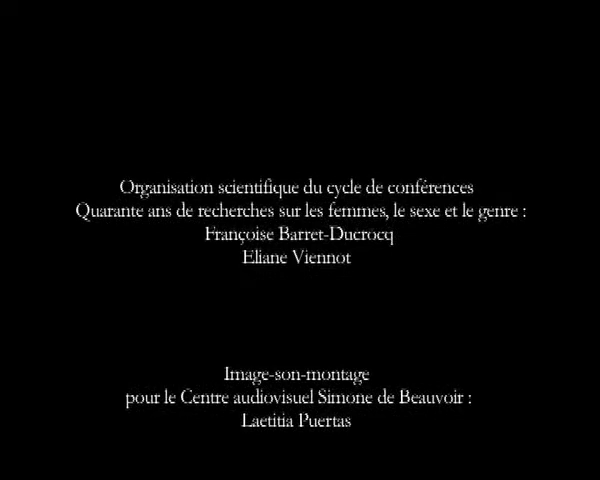 Organisation scientifique du cycle de conférences
Quarante ans de recherches sur les femmes, le sexe et le genre :
Françoise Barret-Ducrocq
Eliane Viennot
Image-son-montage
pour le Centre audiovisuel Simone de Beauvoir :
Laetitia Puertas